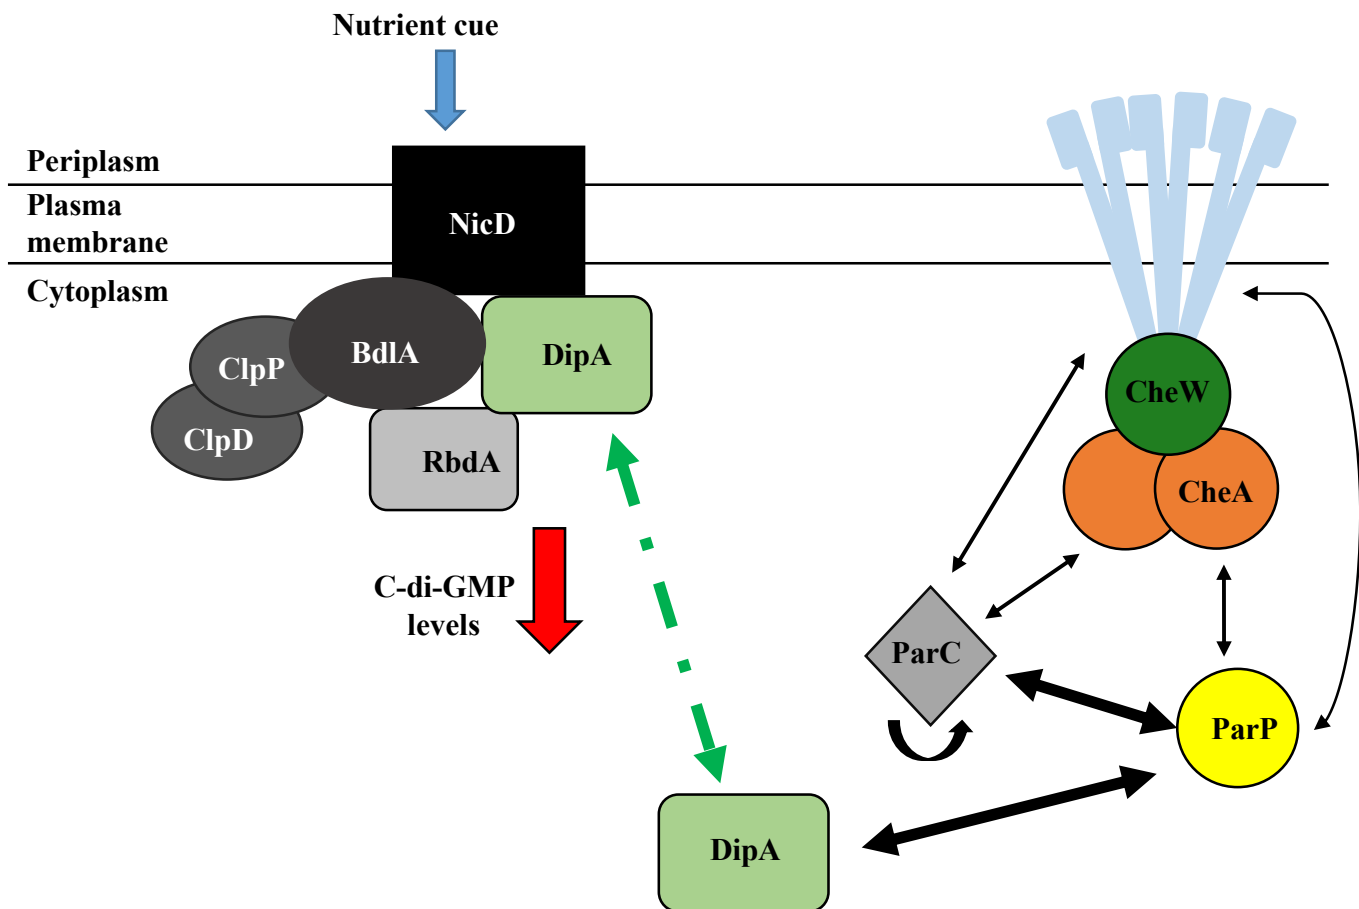 Nutrient cue
Periplasm
Plasma
membrane
Cytoplasm
NicD
BdlA
DipA
ClpP
ClpD
RbdA
C-di-GMP
levels
CheW
CheA
ParC
ParP
DipA